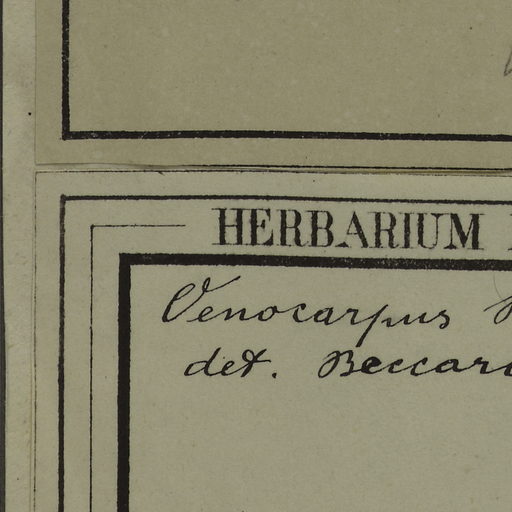 HERBARIUM
Oenocarpus
det. Beccari